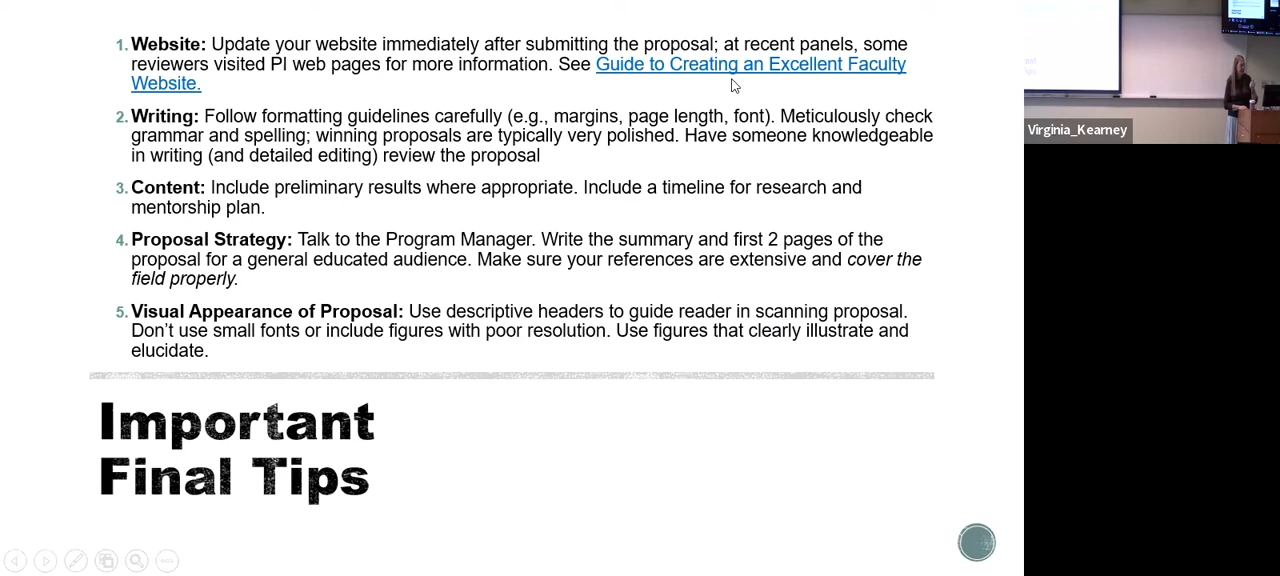 1. Website: Update your website immediately after submitting the proposal; at recent panels, some
reviewers visited PI web pages for more information. See Guide to Creating an Excellent Faculty
Website.
2. Writing: Follow formatting guidelines carefully (e.g., margins, page length, font). Meticulously check
grammar and spelling; winning proposals are typically very polished. Have someone knowledgeable
in writing (and detailed editing) review the proposal
3. Content: Include preliminary results where appropriate. Include a timeline for research and
mentorship plan.
4. Proposal Strategy: Talk to the Program Manager. Write the summary and first 2 pages of the
proposal for a general educated audience. Make sure your references are extensive and cover the
field properly.
5. Visual Appearance of Proposal: Use descriptive headers to guide reader in scanning proposal.
Don’t use small fonts or include figures with poor resolution. Use figures that clearly illustrate and
elucidate.
Important
Final Tips
Virginia_Kearney